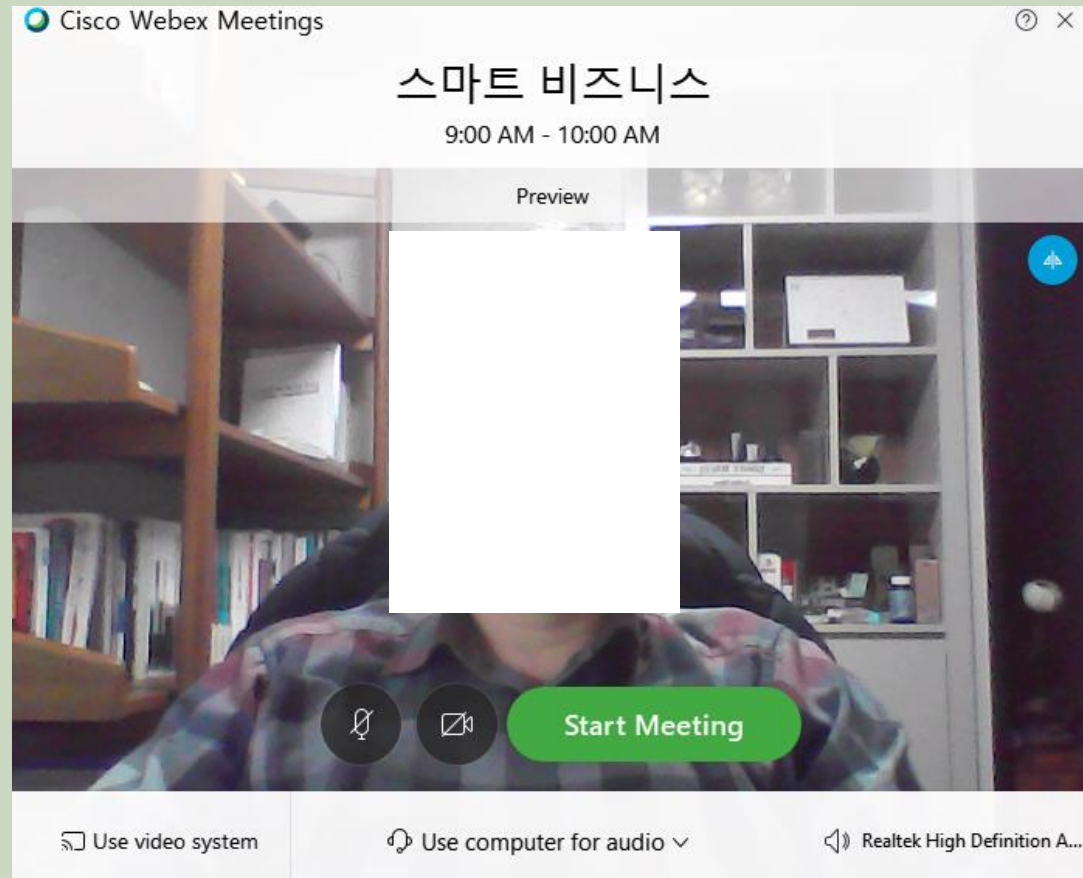 Cisco Webex Meetings
스마트 비즈니스
9:00 AM - 10:00 AM
Preview
Start Meeting
Use video system
Use computer for audio
Realtek High Definition A...